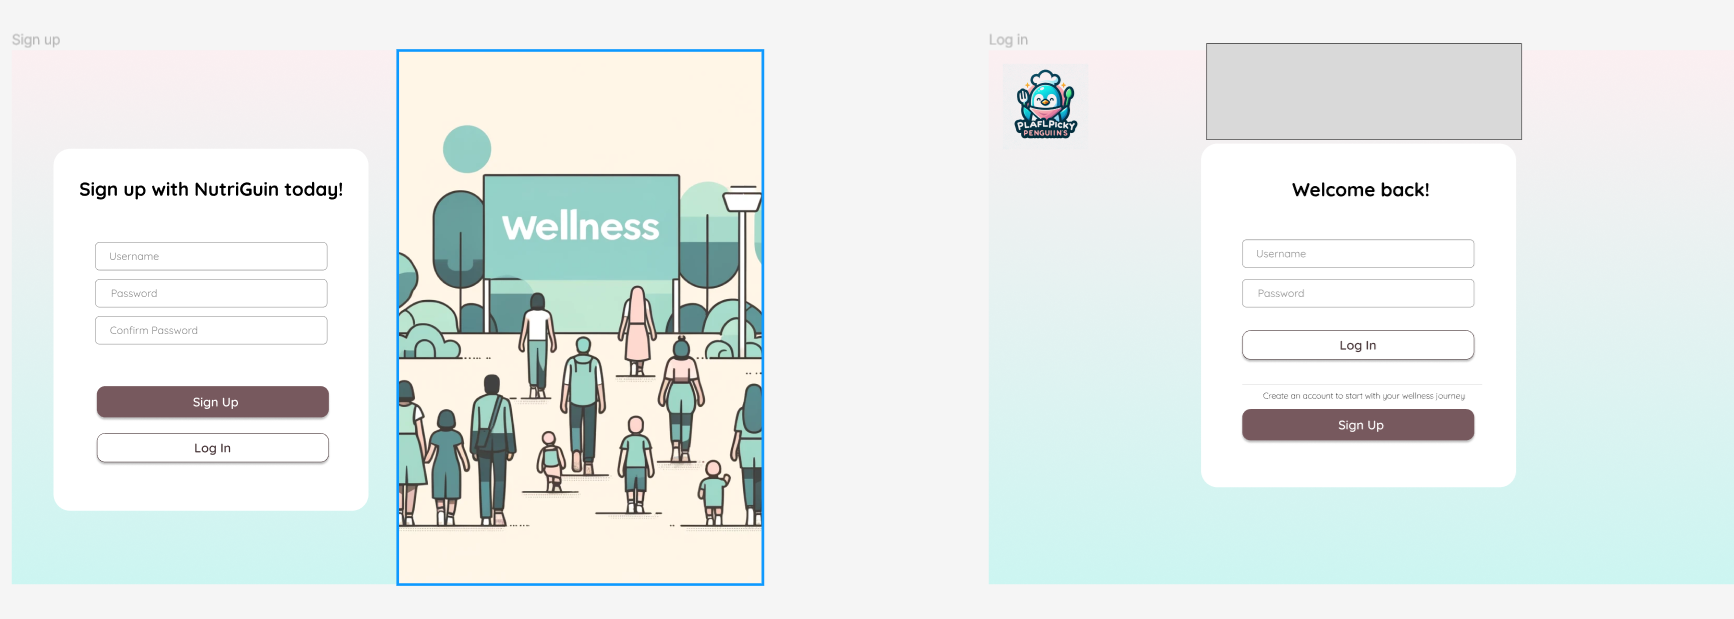 Sign up
Sign up with NutriGuin today!
Username
Password
Confirm Password
Sign Up
Log In
Wellness
Log in
PLAFLPICKY
PENGUIIN'S
Welcome back!
Username
Password
Log In
Create an account to start with your wellness journey
Sign Up